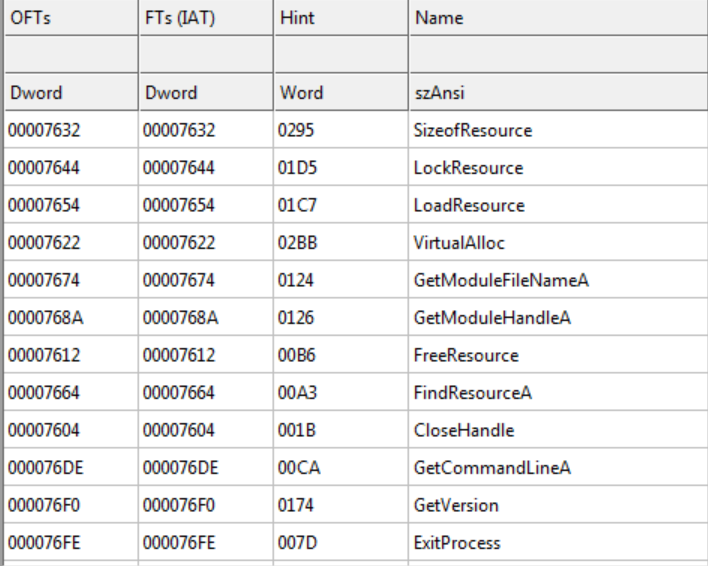 OFTs FTs (IAT) Hint Name
Dword Dword Word szAnsi
00007632 00007632 0295 SizeofResource
00007644 00007644 01D5 LockResource
00007654 00007654 01C7 LoadResource
00007622 00007622 02BB VirtualAlloc
00007674 00007674 0124 GetModuleFileNameA
0000768A 0000768A 0126 GetModuleHandleA
00007612 00007612 00B6 FreeResource
00007664 00007664 00A3 FindResourceA
00007604 00007604 001B CloseHandle
000076DE 000076DE 00CA GetCommandLineA
000076F0 000076F0 0174 GetVersion
000076FE 000076FE 007D ExitProcess